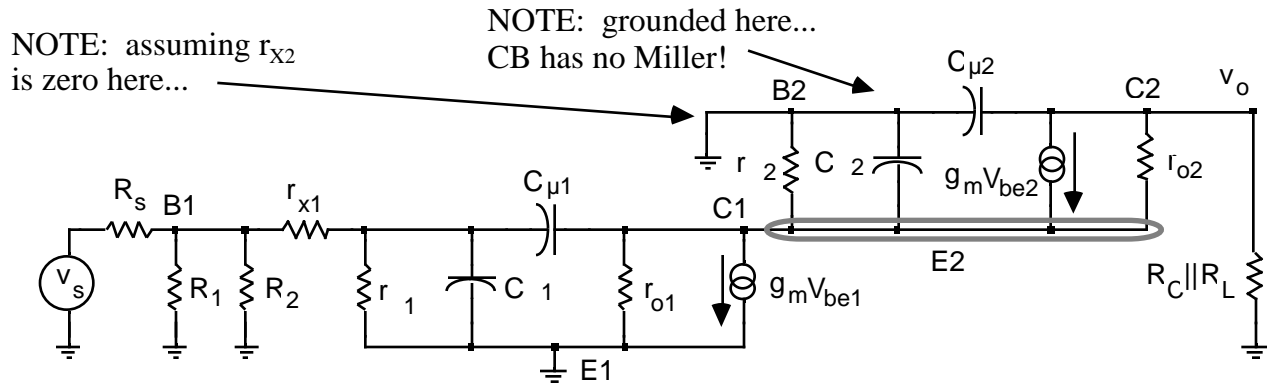 NOTE: assuming rX2
is zero here...
NOTE: grounded here...
CB has no Miller!
Cµ2
B2
C2
vo
r 2
C 2
gmVbe2
ro2
Rs
B1
rx1
Cµ1
C1
E2
vs
R1
R2
r 1
C 1
ro1
gmVbe1
RC||RL
E1